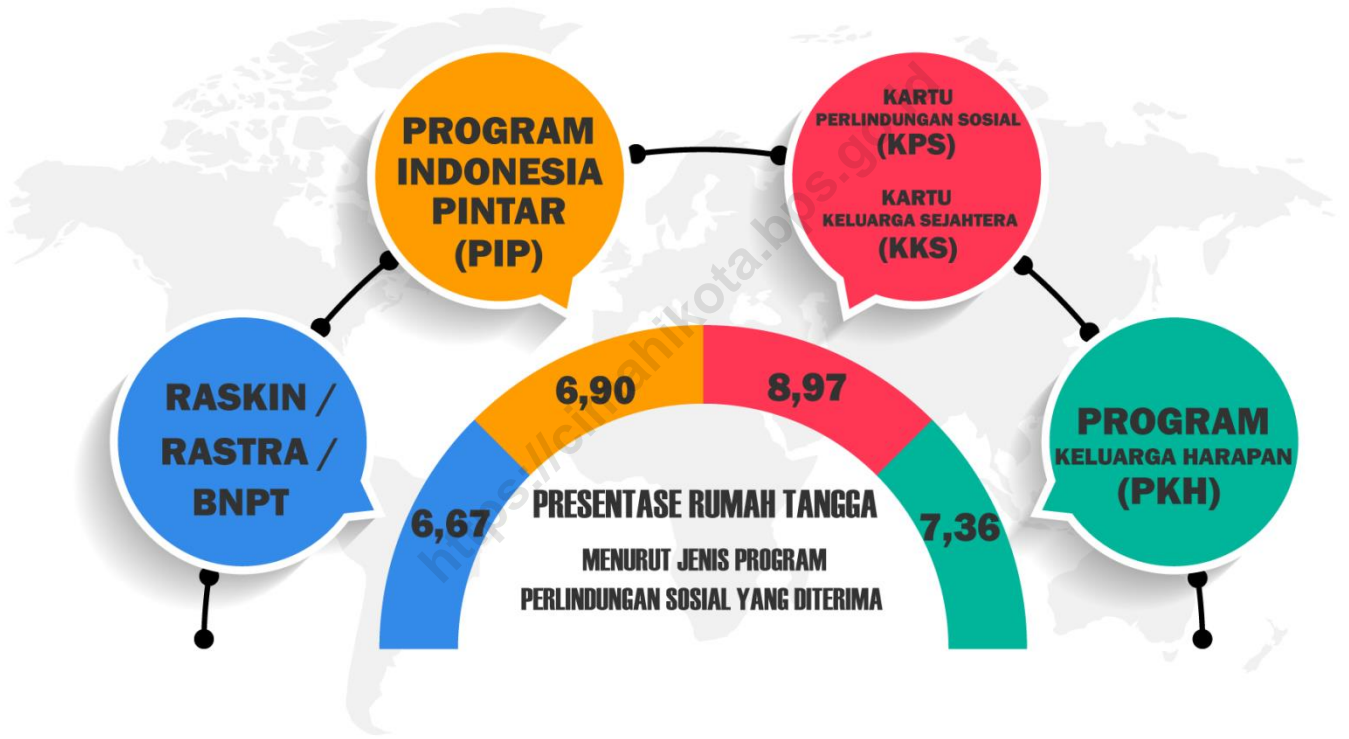 PROGRAM
INDONESIA
PINTAR
(PIP)
KARTU
PERLINDUNGAN SOSIAL
(KPS)
KARTU
KELUARGA SEJAHTERA
(KKS)
RASKIN /
RASTRA /
BNPT
PROGRAM
KELUARGA HARAPAN
(PKH)
6,90
8,97
6,67
7,36
PRESENTASE RUMAH TANGGA
MENURUT JENIS PROGRAM
PERLINDUNGAN SOSIAL YANG DITERIMA
https://cimahikota.bps.go.id